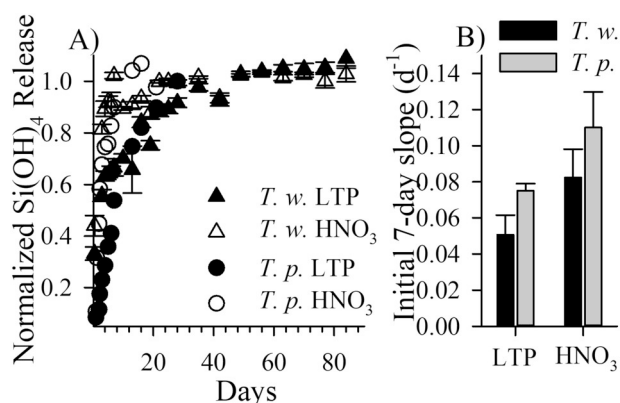 A)
Normalized Si(OH)4 Release
1.0
0.8
0.6
0.4
0.2
0 20 40 60 80
Days
T. w. LTP
T. w. HNO3
T. p. LTP
T. p. HNO3
B)
T. w.
T. p.
Initial 7-day slope (d-1)
0.14
0.12
0.10
0.08
0.06
0.04
0.02
0.00
LTP HNO3